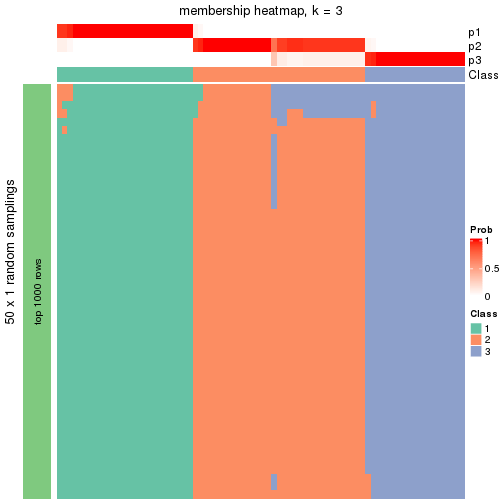 membership heatmap, k = 3
p1
p2
p3
Class
50 x 1 random samplings
top 1000 rows
Prob
1
0.5
0
Class
1
2
3